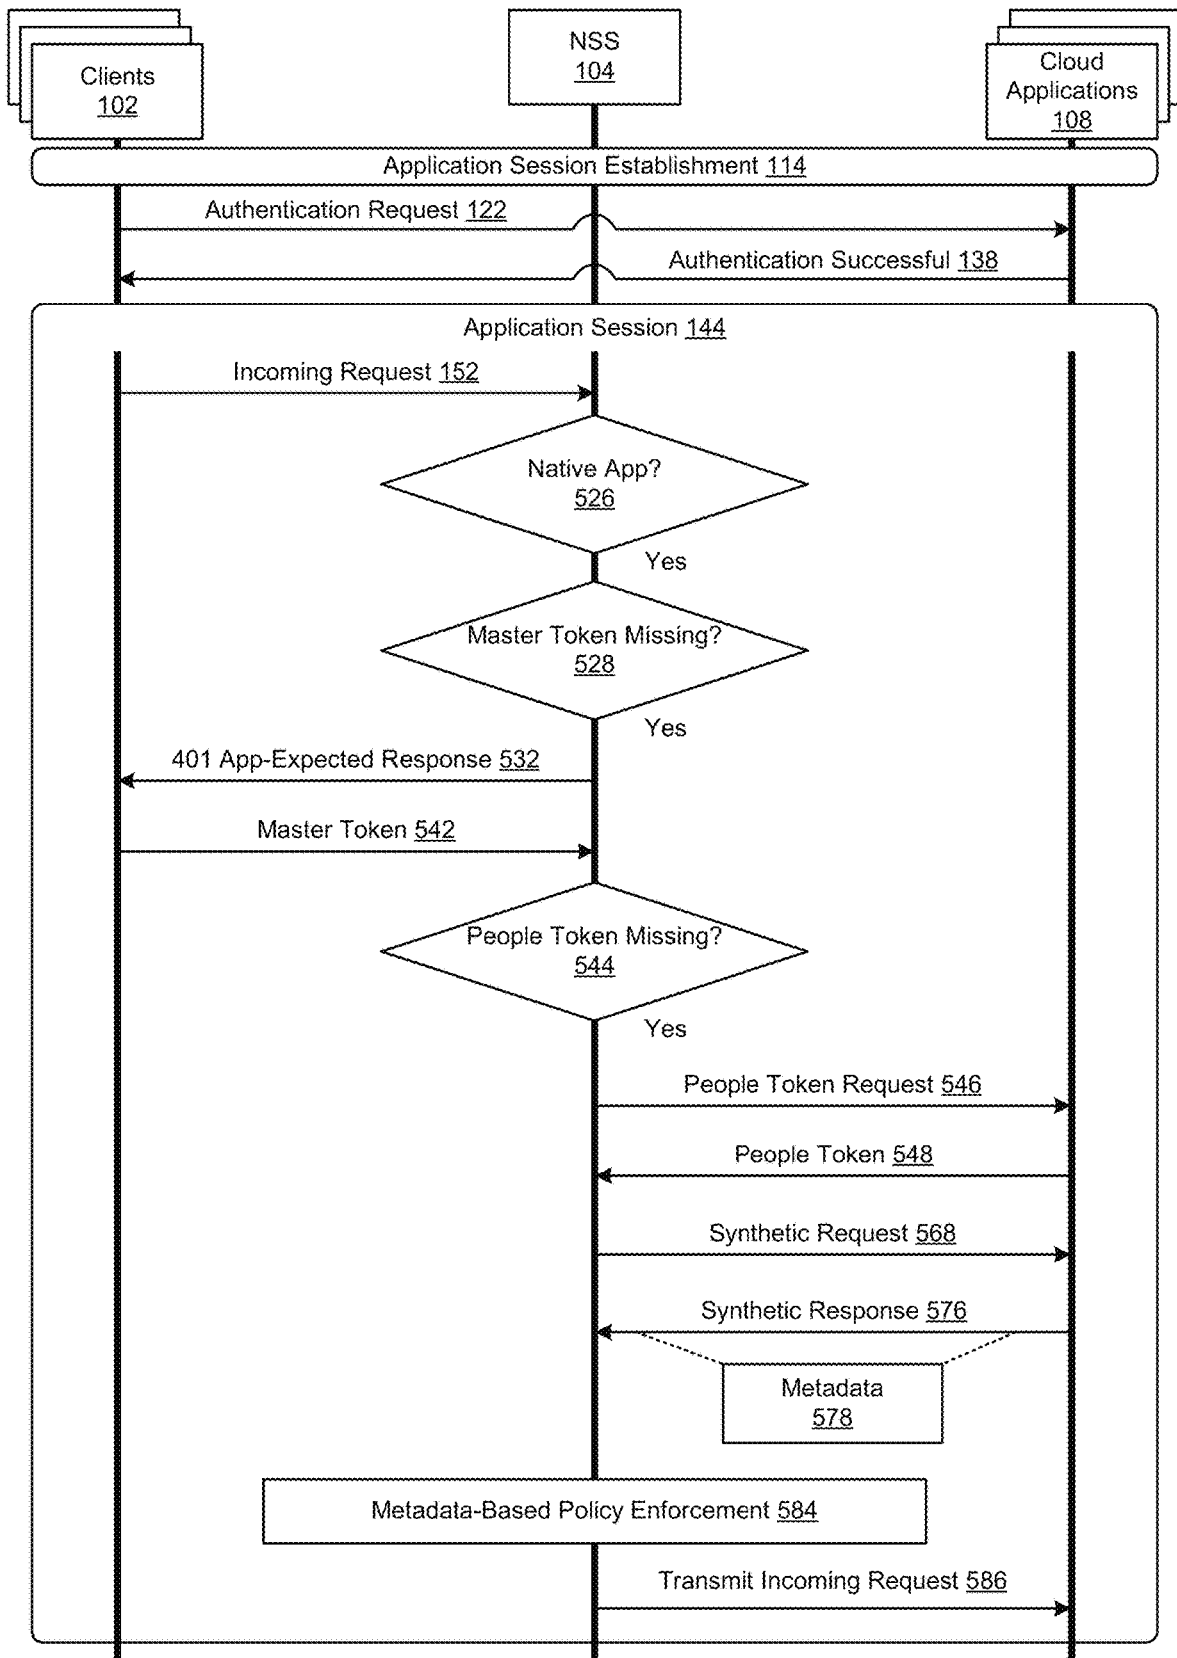 Clients
102
NSS
104
Cloud
Applications
108
Application Session Establishment 114
Authentication Request 122
Authentication Successful 138
Application Session 144
Incoming Request 152
Native App?
526
Yes
Master Token Missing?
528
Yes
401 App-Expected Response 532
Master Token 542
People Token Missing?
544
Yes
People Token Request 546
People Token 548
Synthetic Request 568
Synthetic Response 576
Metadata
578
Metadata-Based Policy Enforcement 584
Transmit Incoming Request 586